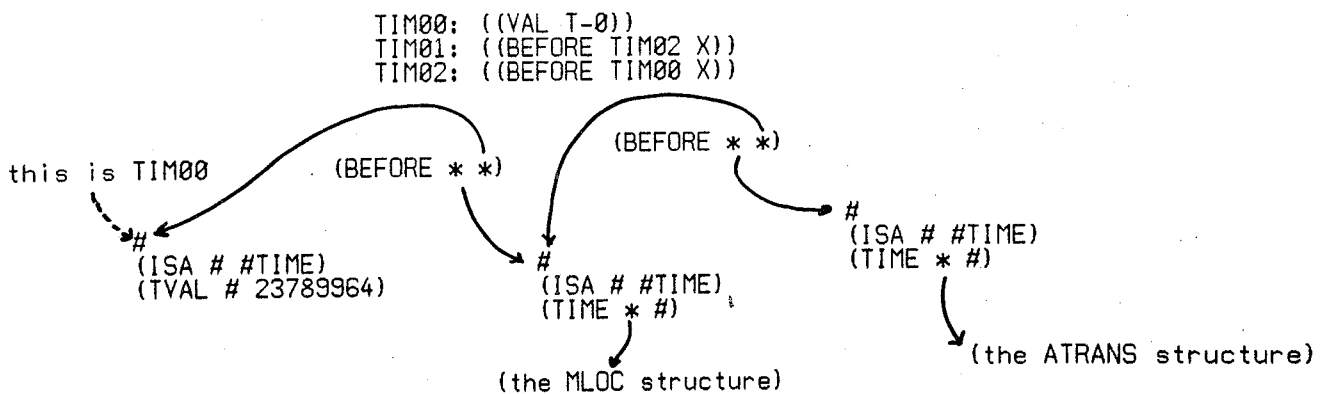 TIM00: ((VAL T-0))
TIM01: ((BEFORE TIM02 X))
TIM02: ((BEFORE TIM00 X))
(BEFORE * *)
this is TIM00
(BEFORE * *)
#
(ISA # #TIME)
(TIME * #)
#
(ISA # #TIME)
(TVAL # 23789964)
#
(ISA # #TIME)
(TIME * #)
(the ATRANS structure)
(the MLOC structure)